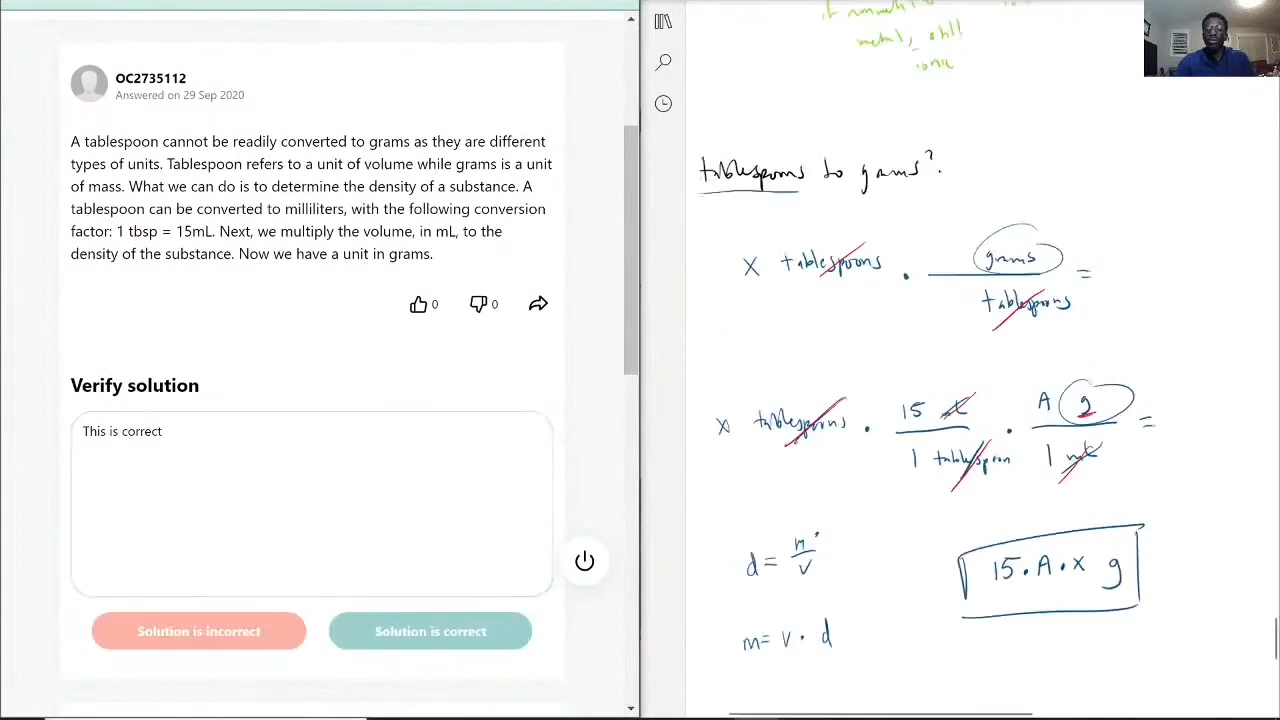 OC2735112
Answered on 29 Sep 2020
A tablespoon cannot be readily converted to grams as they are different
types of units. Tablespoon refers to a unit of volume while grams is a unit
of mass. What we can do is to determine the density of a substance. A
tablespoon can be converted to milliliters, with the following conversion
factor: 1 tbsp = 15mL. Next, we multiply the volume, in mL, to the
density of the substance. Now we have a unit in grams.
0 0
Verify solution
This is correct
Solution is incorrect Solution is correct
metal, still
ionic
tablespoons to grams?
x tablespoons · grams =
tablespoons
x tablespoons · 15 · A g =
1 tablespoon 1 mL
d = m
v
m = v · d
15 · A · x g